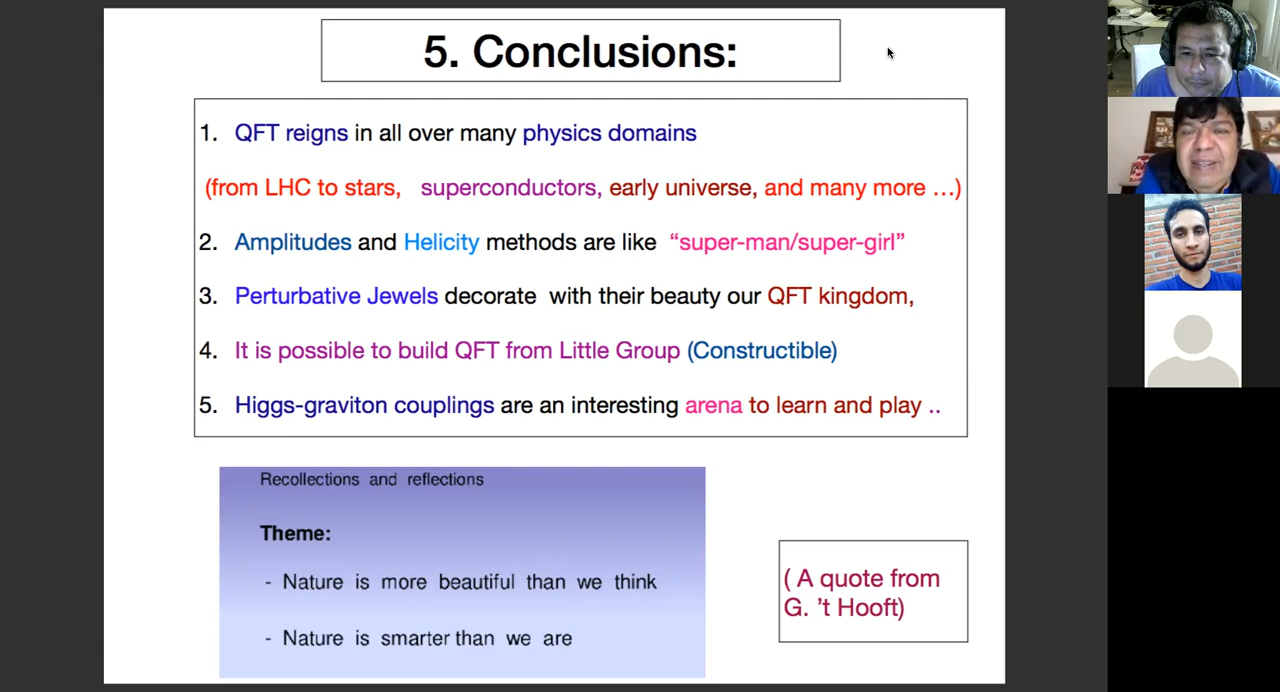 5. Conclusions:
1. QFT reigns in all over many physics domains
(from LHC to stars, superconductors, early universe, and many more …)
2. Amplitudes and Helicity methods are like “super-man/super-girl”
3. Perturbative Jewels decorate with their beauty our QFT kingdom,
4. It is possible to build QFT from Little Group (Constructible)
5. Higgs-graviton couplings are an interesting arena to learn and play ..
Recollections and reflections
Theme:
- Nature is more beautiful than we think
- Nature is smarter than we are
( A quote from
G. ’t Hooft)